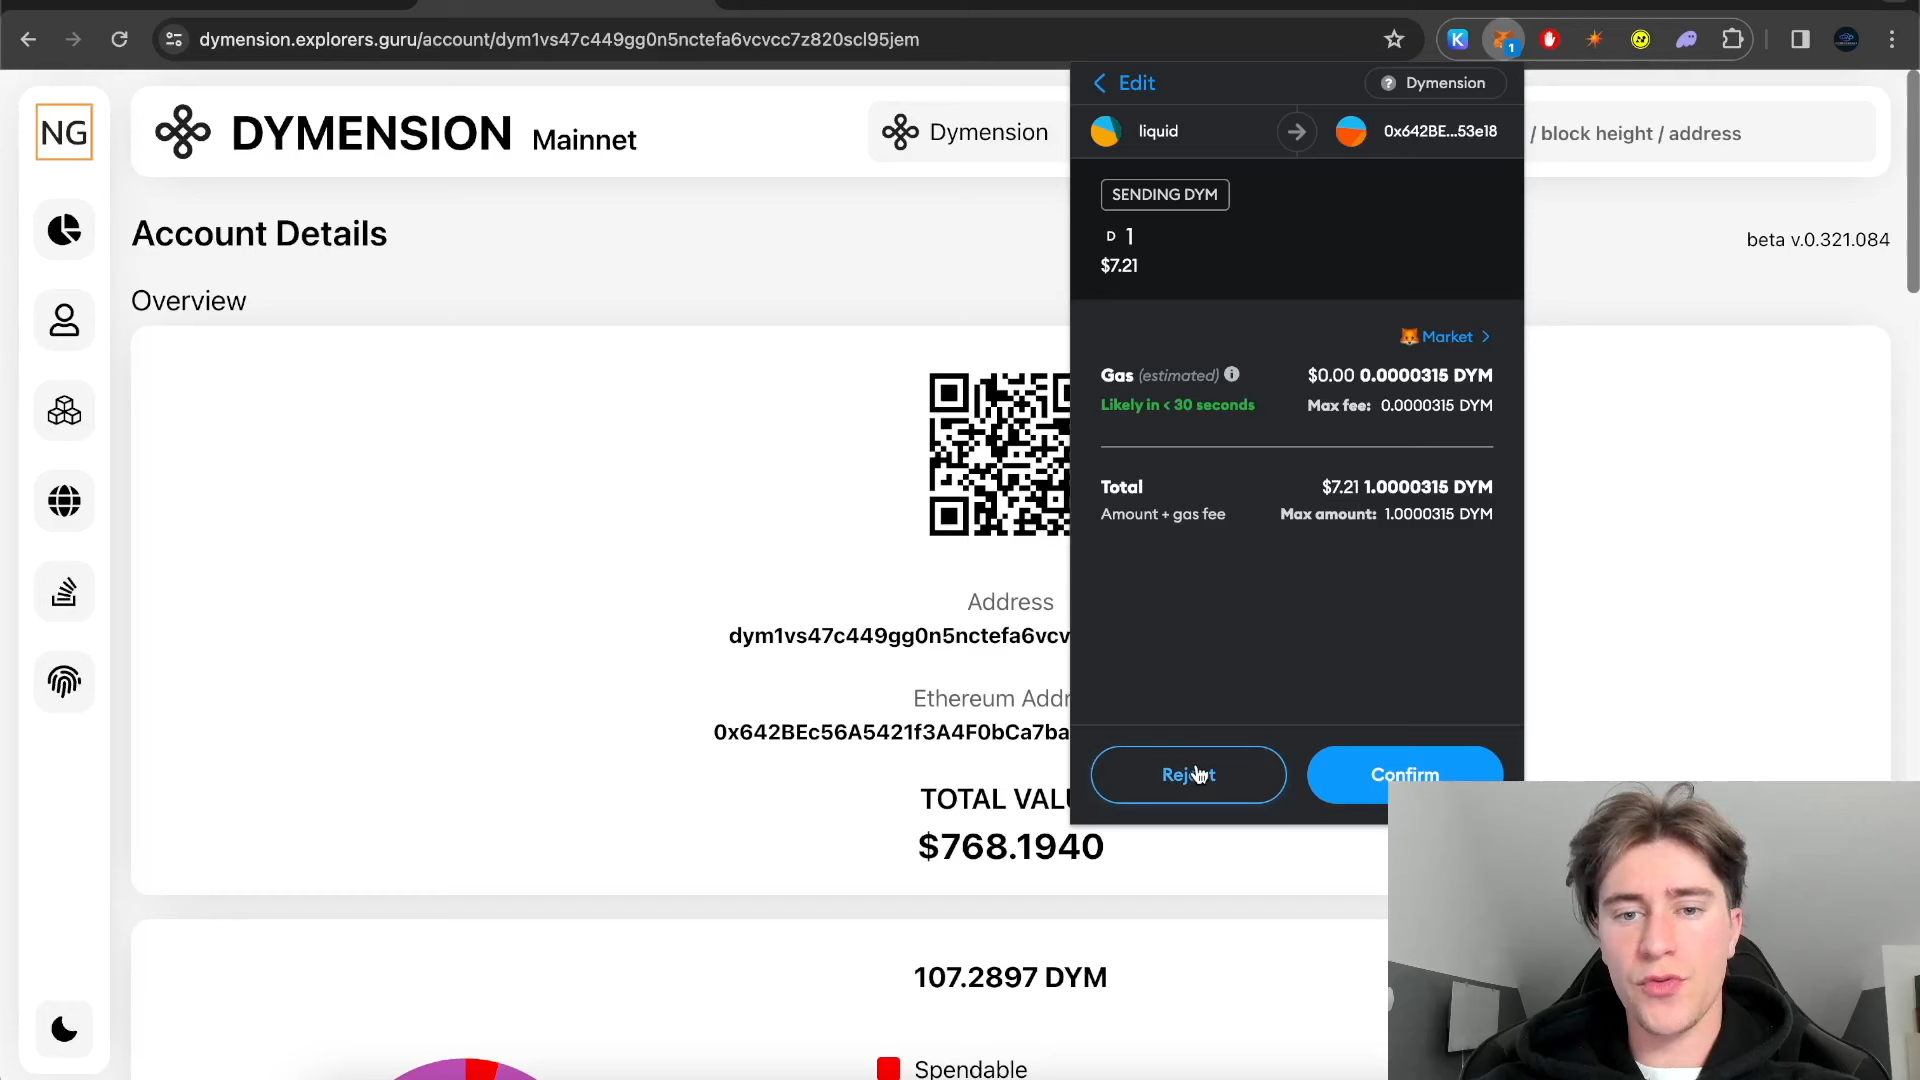 dymension.explorers.guru/account/dym1vs47c449gg0n5nctefa6vcvcc7z820scl95jem
K
1
NG
DYMENSION Mainnet
Dymension
/ block height / address
Account Details
beta v.0.321.084
Overview
Address
dym1vs47c449gg0n5nctefa6vcv
Ethereum Addr
0x642BEc56A5421f3A4F0bCa7ba
TOTAL VALU
$768.1940
107.2897 DYM
Spendable
Edit
Dymension
liquid
0x642BE...53e18
SENDING DYM
D 1
$7.21
Market
Gas (estimated) $0.00 0.0000315 DYM
Likely in < 30 seconds Max fee: 0.0000315 DYM
Total $7.21 1.0000315 DYM
Amount + gas fee Max amount: 1.0000315 DYM
Reject
Confirm